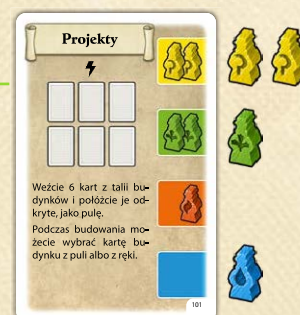 Projekty
Weźcie 6 kart z talii bu-
dynków i połóżcie je od-
kryte, jako pulę.
Podczas budowania mo-
żecie wybrać kartę bu-
dynku z puli albo z ręki.
101